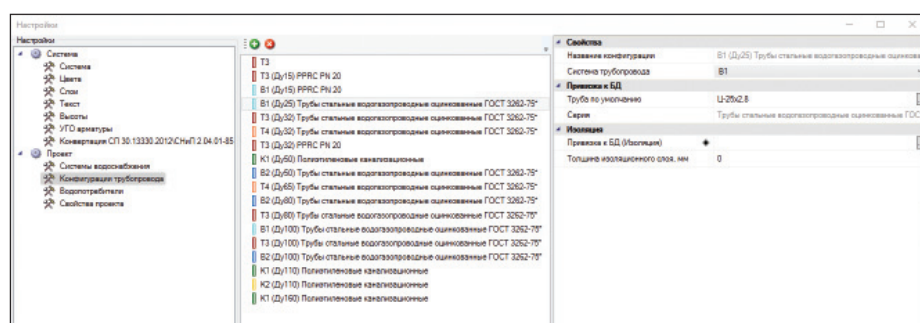 Настройки
Настройки
Система
Система
Цвета
Слои
Текст
Высоты
УГО арматуры
Конвертация СП 30.13330.2012\СНиП 2.04.01-85
Проект
Системы водоснабжения
Конфигурации трубопровода
Водопотребители
Свойства проекта
Т3
Т3 (Ду15) PPRC PN 20
В1 (Ду15) PPRC PN 20
В1 (Ду25) Трубы стальные водогазопроводные оцинкованные ГОСТ 3262-75*
Т3 (Ду32) Трубы стальные водогазопроводные оцинкованные ГОСТ 3262-75*
Т4 (Ду32) Трубы стальные водогазопроводные оцинкованные ГОСТ 3262-75*
Т3 (Ду32) PPRC PN 20
К1 (Ду50) Полиэтиленовые канализационные
В2 (Ду50) Трубы стальные водогазопроводные оцинкованные ГОСТ 3262-75*
Т4 (Ду65) Трубы стальные водогазопроводные оцинкованные ГОСТ 3262-75*
В2 (Ду80) Трубы стальные водогазопроводные оцинкованные ГОСТ 3262-75*
Т3 (Ду80) Трубы стальные водогазопроводные оцинкованные ГОСТ 3262-75*
В1 (Ду100) Трубы стальные водогазопроводные оцинкованные ГОСТ 3262-75*
Т3 (Ду100) Трубы стальные водогазопроводные оцинкованные ГОСТ 3262-75*
В2 (Ду100) Трубы стальные водогазопроводные оцинкованные ГОСТ 3262-75*
К1 (Ду110) Полиэтиленовые канализационные
К2 (Ду110) Полиэтиленовые канализационные
К1 (Ду160) Полиэтиленовые канализационные
Свойства
Название конфигурации В1 (Ду25) Трубы стальные водогазопроводные оцинкова
Система трубопровода В1
Привязка к БД
Труба по умолчанию Ц-25х2.8
Серия Трубы стальные водогазопроводные оцинкованные ГОС
Изоляция
Привязка к БД (Изоляция)
Толщина изоляционного слоя, мм 0